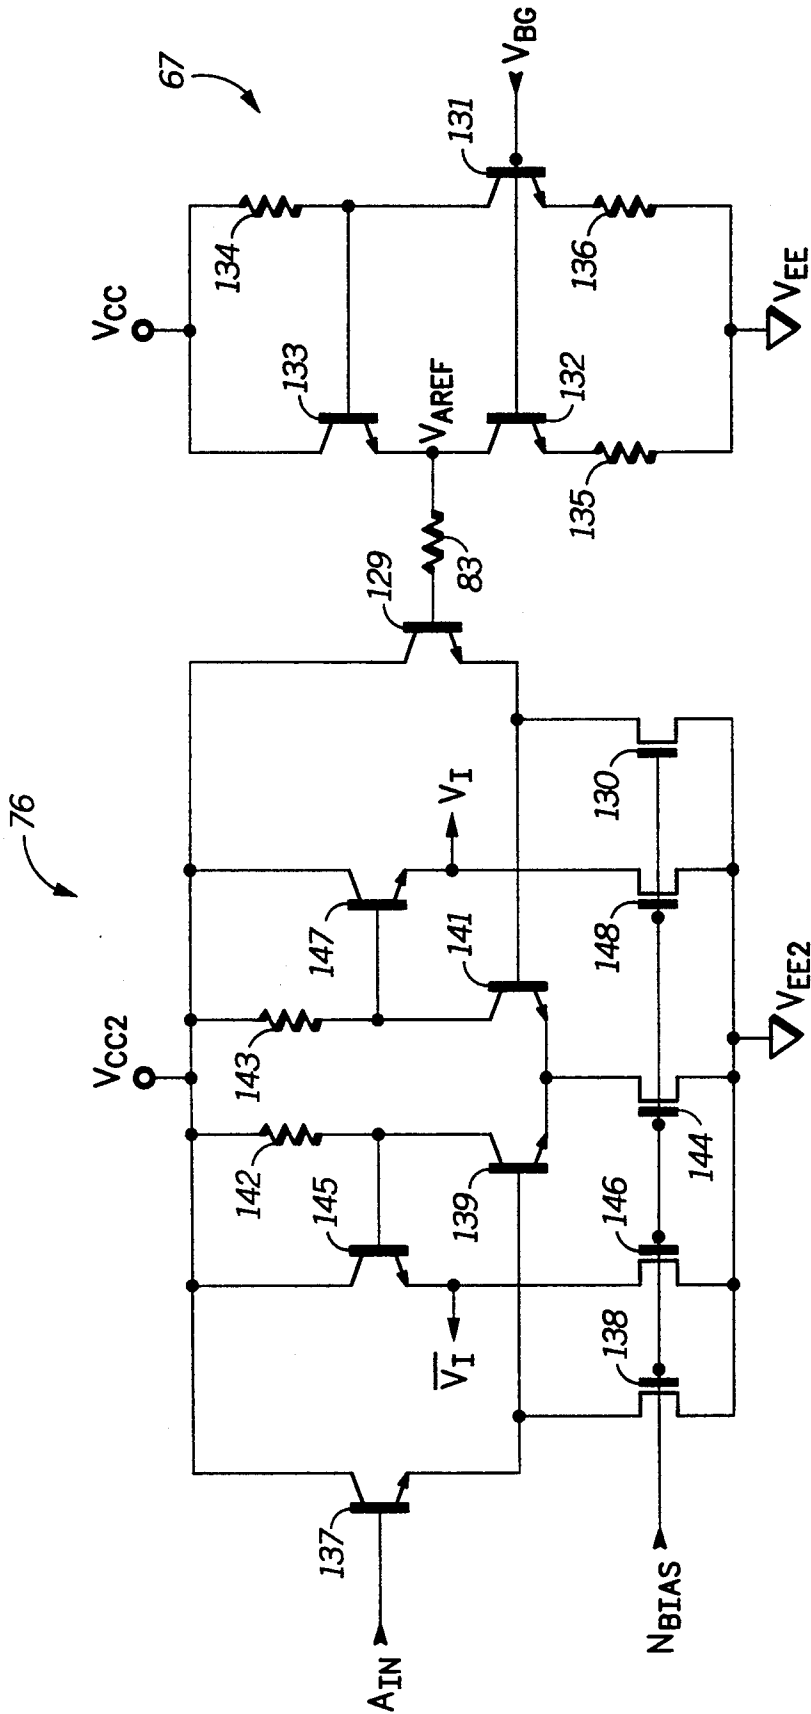 76
67
V_CC2
V_CC
134
143
142
133
131
147
145
V_AREF
V_BG
137
129
V_I
V̅_I
83
141
139
132
A_IN
136
135
130
148
146
138
144
N_BIAS
V_EE2
V_EE